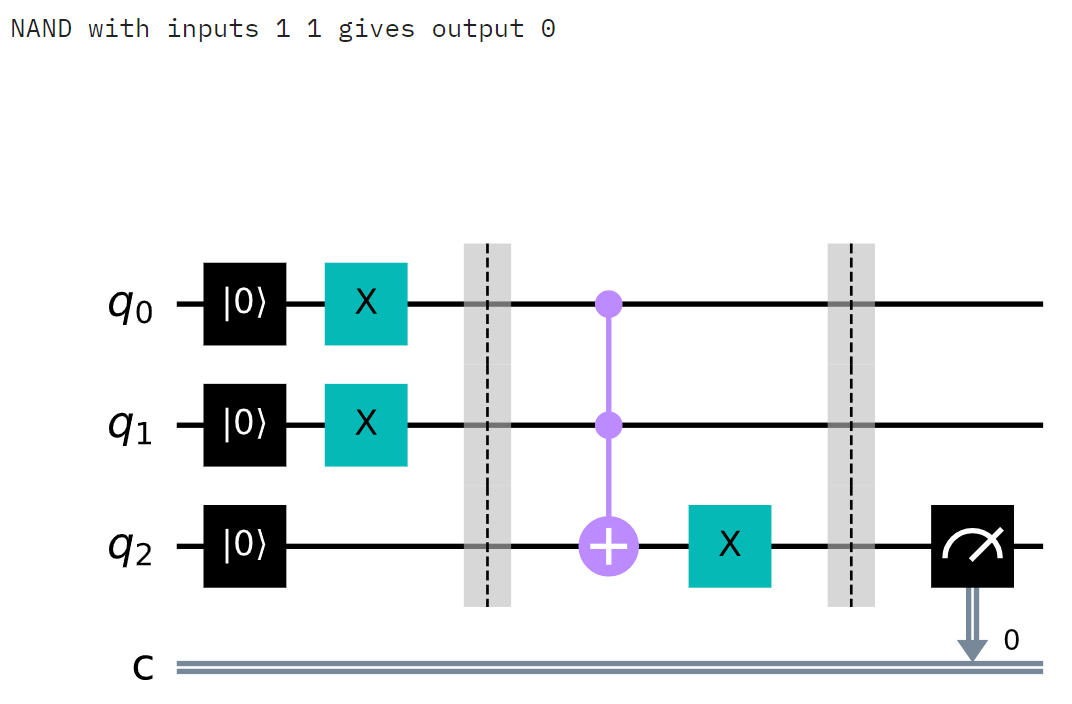 NAND with inputs 1 1 gives output 0
q0 |0⟩ X
q1 |0⟩ X
q2 |0⟩ X
0
c